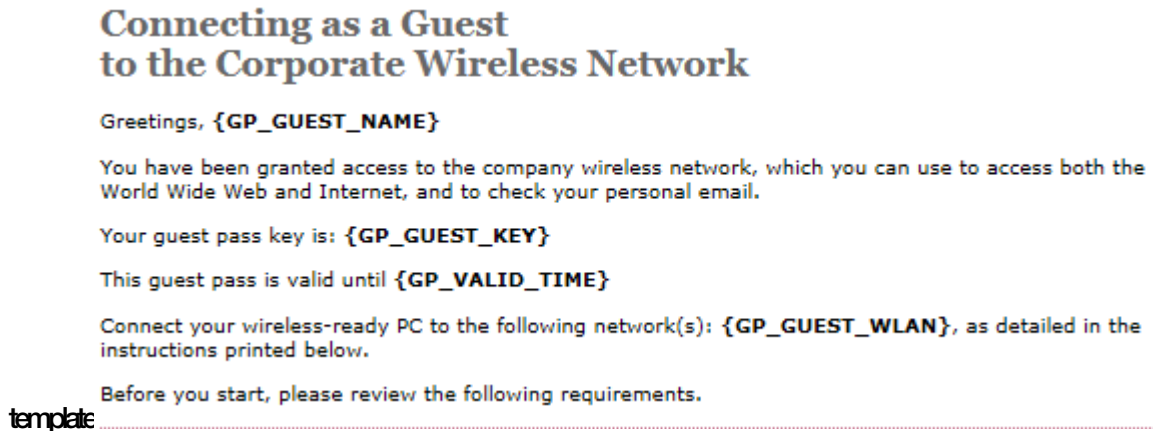 Connecting as a Guest
to the Corporate Wireless Network
Greetings, {GP_GUEST_NAME}
You have been granted access to the company wireless network, which you can use to access both the
World Wide Web and Internet, and to check your personal email.
Your guest pass key is: {GP_GUEST_KEY}
This guest pass is valid until {GP_VALID_TIME}
Connect your wireless-ready PC to the following network(s): {GP_GUEST_WLAN}, as detailed in the
instructions printed below.
Before you start, please review the following requirements.
template